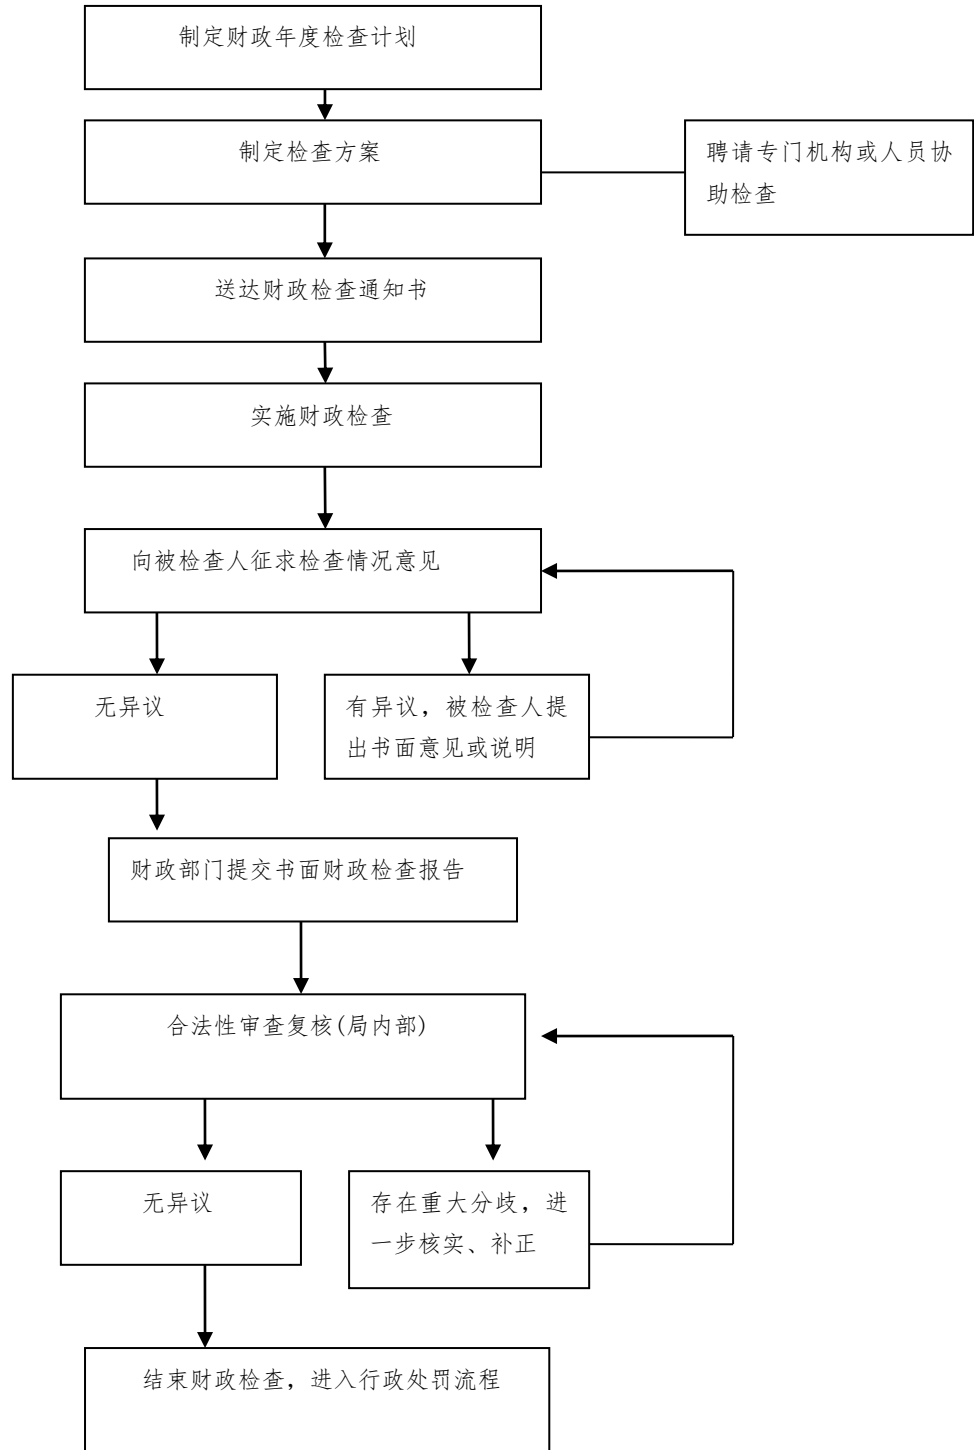 制定财政年度检查计划
制定检查方案
聘请专门机构或人员协
助检查
送达财政检查通知书
实施财政检查
向被检查人征求检查情况意见
无异议
有异议，被检查人提
出书面意见或说明
财政部门提交书面财政检查报告
合法性审查复核(局内部)
无异议
存在重大分歧，进
一步核实、补正
结束财政检查，进入行政处罚流程